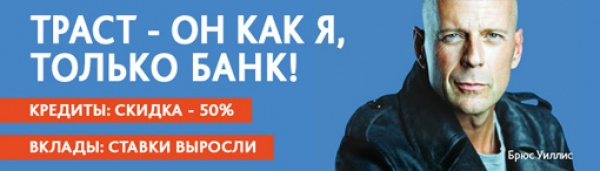 ТРАСТ - ОН КАК Я,
ТОЛЬКО БАНК!
КРЕДИТЫ: СКИДКА - 50%
ВКЛАДЫ: СТАВКИ ВЫРОСЛИ
Брюс Уиллис